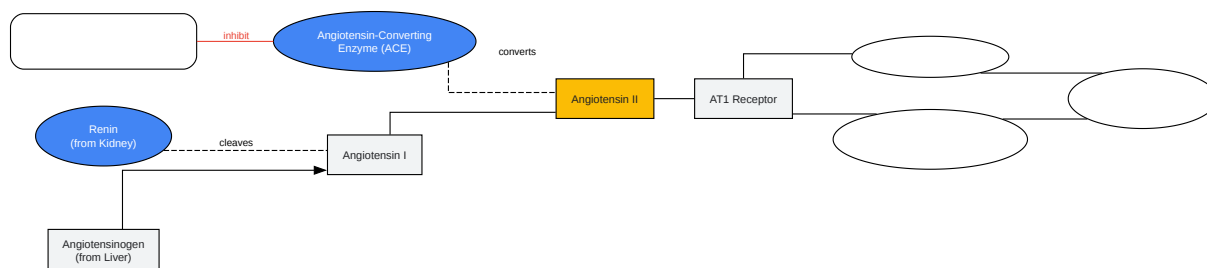 inhibit
Angiotensin-Converting
Enzyme (ACE)
converts
Angiotensin II
AT1 Receptor
Renin
(from Kidney)
cleaves
Angiotensin I
Angiotensinogen
(from Liver)